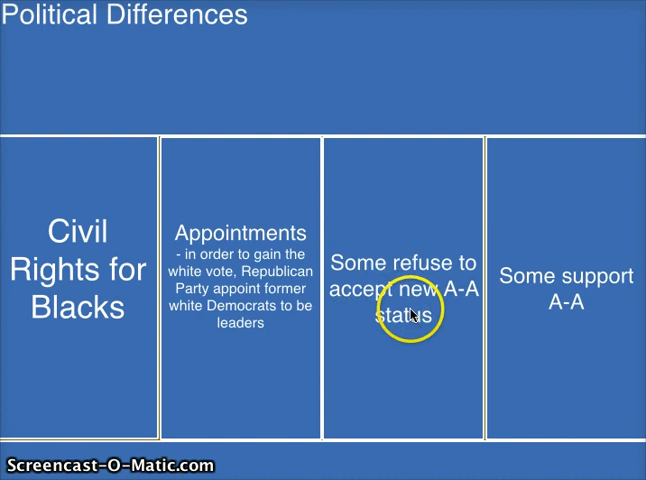 Political Differences
Civil
Rights for
Blacks
Appointments
- in order to gain the
white vote, Republican
Party appoint former
white Democrats to be
leaders
Some refuse to
accept new A-A
status
Some support
A-A
Screencast-O-Matic.com